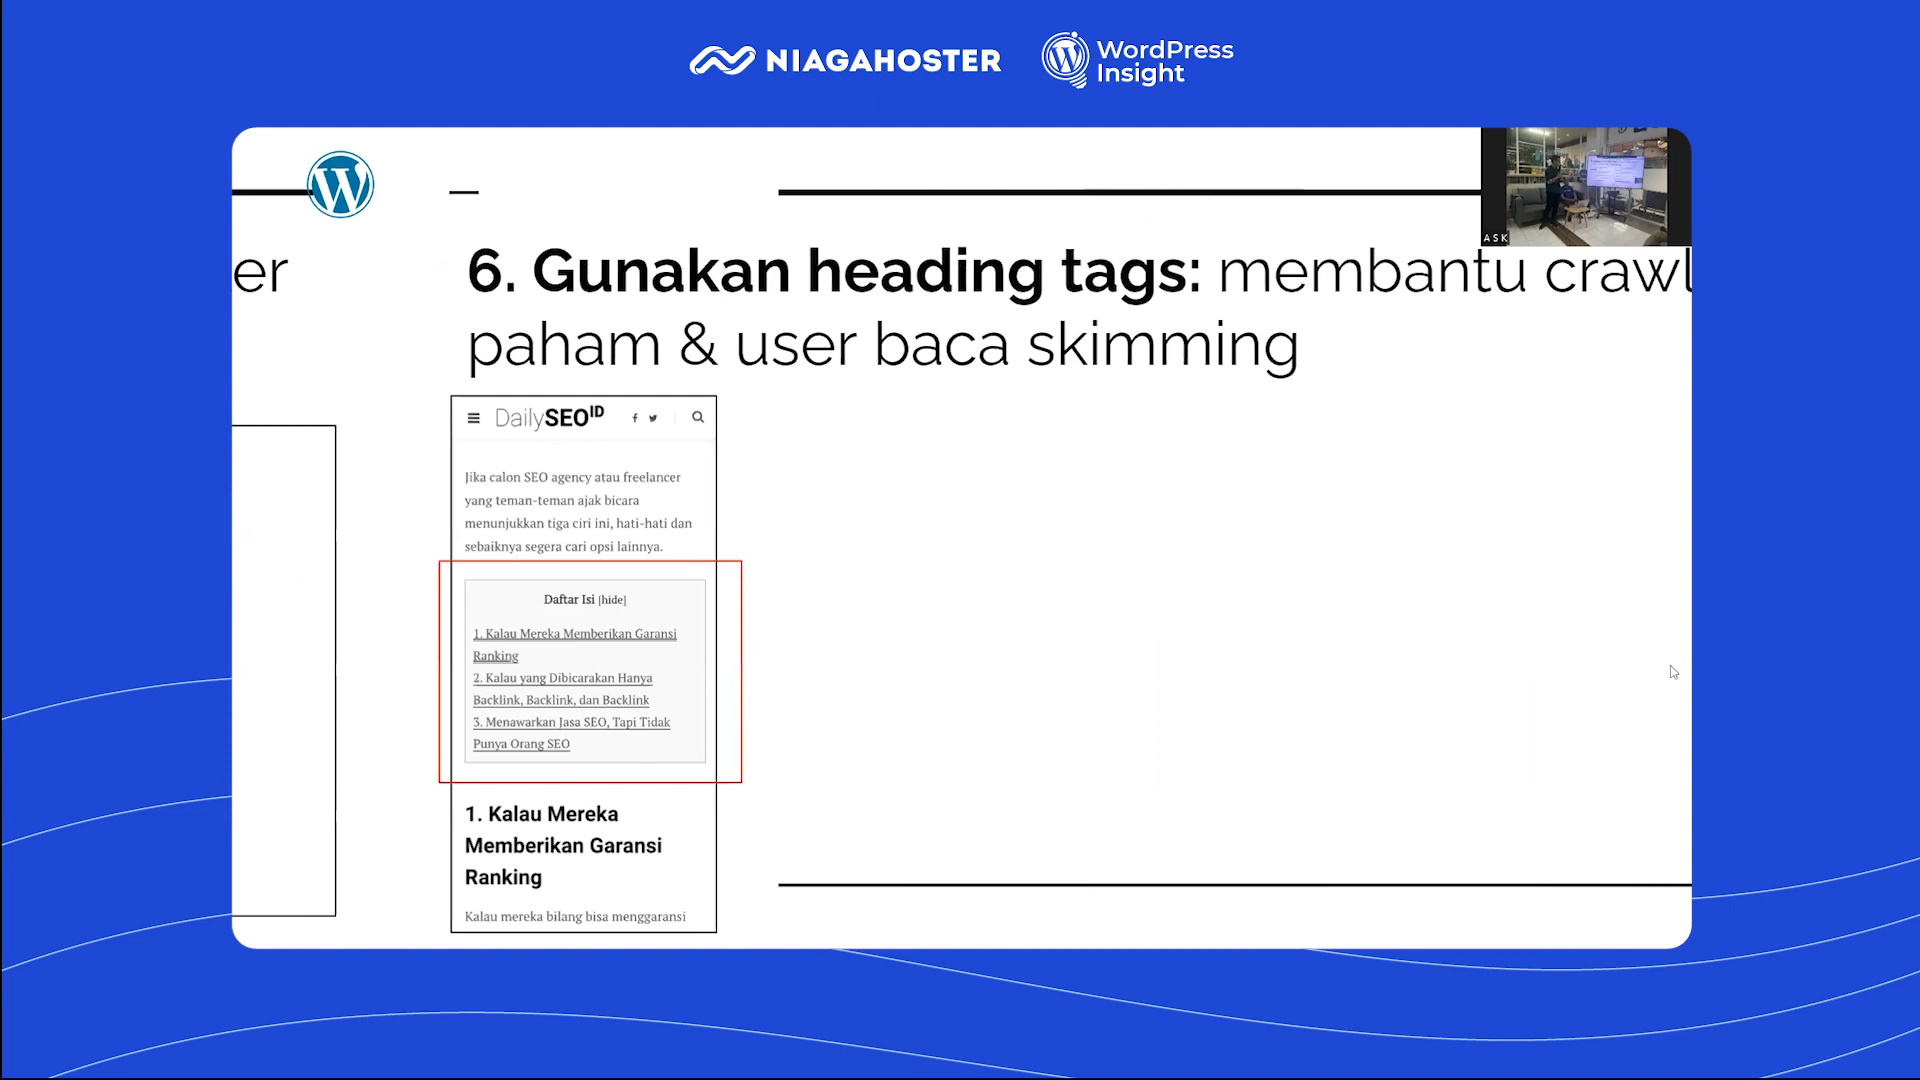 NIAGAHOSTER
WordPress
Insight
ASK
er
6. Gunakan heading tags: membantu crawl
paham & user baca skimming
DailySEOID
Jika calon SEO agency atau freelancer
yang teman-teman ajak bicara
menunjukkan tiga ciri ini, hati-hati dan
sebaiknya segera cari opsi lainnya.
Daftar Isi [hide]
1. Kalau Mereka Memberikan Garansi
Ranking
2. Kalau yang Dibicarakan Hanya
Backlink, Backlink, dan Backlink
3. Menawarkan Jasa SEO, Tapi Tidak
Punya Orang SEO
1. Kalau Mereka
Memberikan Garansi
Ranking
Kalau mereka bilang bisa menggaransi